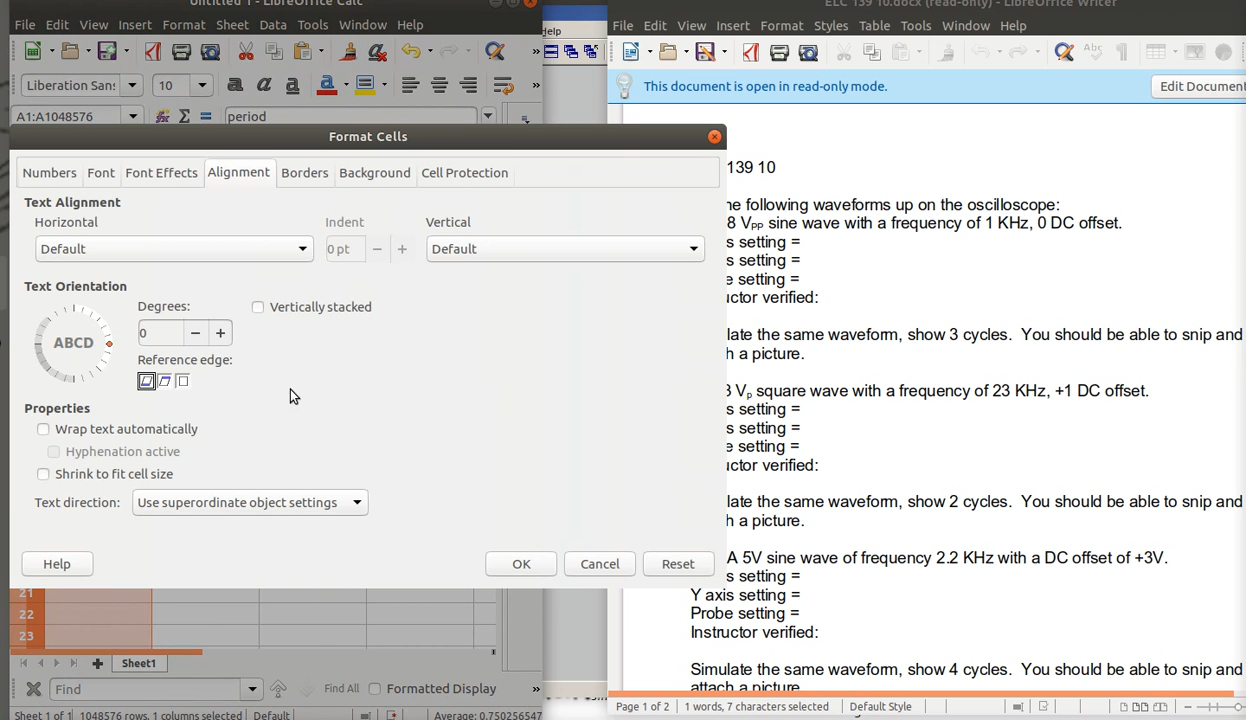 Untitled 1 - LibreOffice Calc
File Edit View Insert Format Sheet Data Tools Window Help
»
Liberation Sans 10 a a a a »
A1:A1048576 period
Format Cells
Numbers Font Font Effects Alignment Borders Background Cell Protection
Text Alignment
Horizontal Indent Vertical
Default 0 pt − + Default
Text Orientation
Degrees: Vertically stacked
ABCD 0 − +
Reference edge:
Properties
Wrap text automatically
Hyphenation active
Shrink to fit cell size
Text direction: Use superordinate object settings
Help OK Cancel Reset
21
22
23
Sheet1
Find Find All Formatted Display »
Sheet 1 of 1 1048576 rows, 1 columns selected Default Average: 0.750256547
Help
ELC 139 10.docx (read-only) - LibreOffice Writer
File Edit View Insert Format Styles Table Tools Window Help
This document is open in read-only mode. Edit Document
139 10
ne following waveforms up on the oscilloscope:
8 VPP sine wave with a frequency of 1 KHz, 0 DC offset.
s setting =
s setting =
e setting =
uctor verified:
late the same waveform, show 3 cycles. You should be able to snip and
h a picture.
3 Vp square wave with a frequency of 23 KHz, +1 DC offset.
s setting =
s setting =
e setting =
uctor verified:
late the same waveform, show 2 cycles. You should be able to snip and
h a picture.
A 5V sine wave of frequency 2.2 KHz with a DC offset of +3V.
s setting =
Y axis setting =
Probe setting =
Instructor verified:
Simulate the same waveform, show 4 cycles. You should be able to snip and
attach a picture
Page 1 of 2 1 words, 7 characters selected Default Style